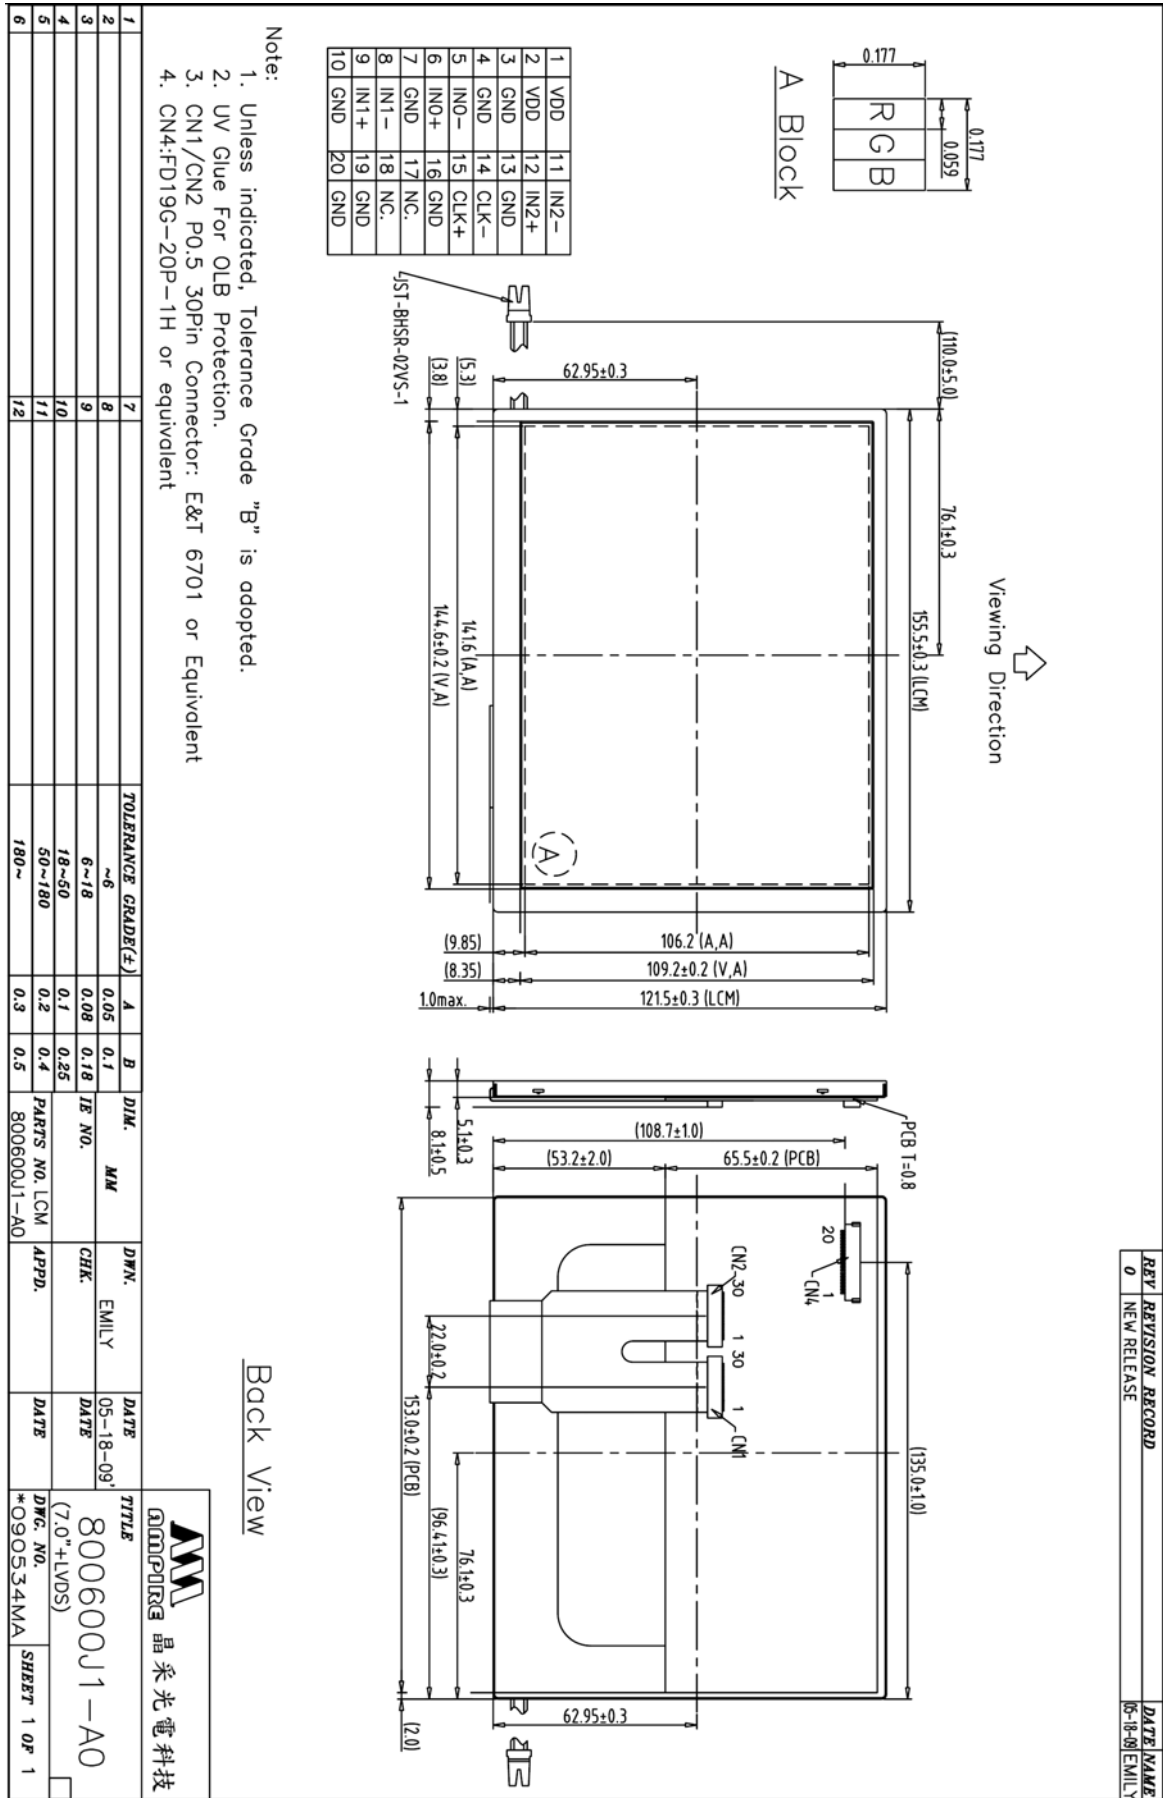 REV REVISION RECORD DATE NAME
0 NEW RELEASE 05-18-09 EMILY
0.177
0.059
0.177
R G B
A Block
Viewing Direction
(110.0±5.0)
155.5±0.3 (LCM)
76.1±0.3
62.95±0.3
JST-BHSR-02VS-1
(5.3)
(3.8)
141.6 (A,A)
144.6±0.2 (V,A)
A
106.2 (A,A)
109.2±0.2 (V,A)
121.5±0.3 (LCM)
(9.85)
(8.35)
1.0max.
PCB T=0.8
5.1±0.3
8.1±0.5
(108.7±1.0)
(53.2±2.0)
65.5±0.2 (PCB)
(135.0±1.0)
20 1
CN4
CN2 30 1 30 1
CN1
22.0±0.2
76.1±0.3
(96.41±0.3)
153.0±0.2 (PCB)
(2.0)
62.95±0.3
Back View
1 VDD 11 IN2-
2 VDD 12 IN2+
3 GND 13 GND
4 GND 14 CLK-
5 IN0- 15 CLK+
6 IN0+ 16 GND
7 GND 17 NC.
8 IN1- 18 NC.
9 IN1+ 19 GND
10 GND 20 GND
Note:
1. Unless indicated, Tolerance Grade "B" is adopted.
2. UV Glue For OLB Protection.
3. CN1/CN2 P0.5 30Pin Connector: E&T 6701 or Equivalent
4. CN4:FD19G-20P-1H or equivalent
AMPIRE 晶采光電科技
1 7 TOLERANCE GRADE(±) A B
2 8 ~6 0.05 0.1
3 9 6~18 0.08 0.18
4 10 18~50 0.1 0.25
5 11 50~180 0.2 0.4
6 12 180~ 0.3 0.5
DIM. MM
IE NO.
PARTS NO. LCM
800600J1-A0
DWN. EMILY
DATE 05-18-09'
CHK.
DATE
APPD.
DATE
TITLE
800600J1-A0
(7.0"+LVDS)
DWG. NO.
*090534MA
SHEET 1 OF 1